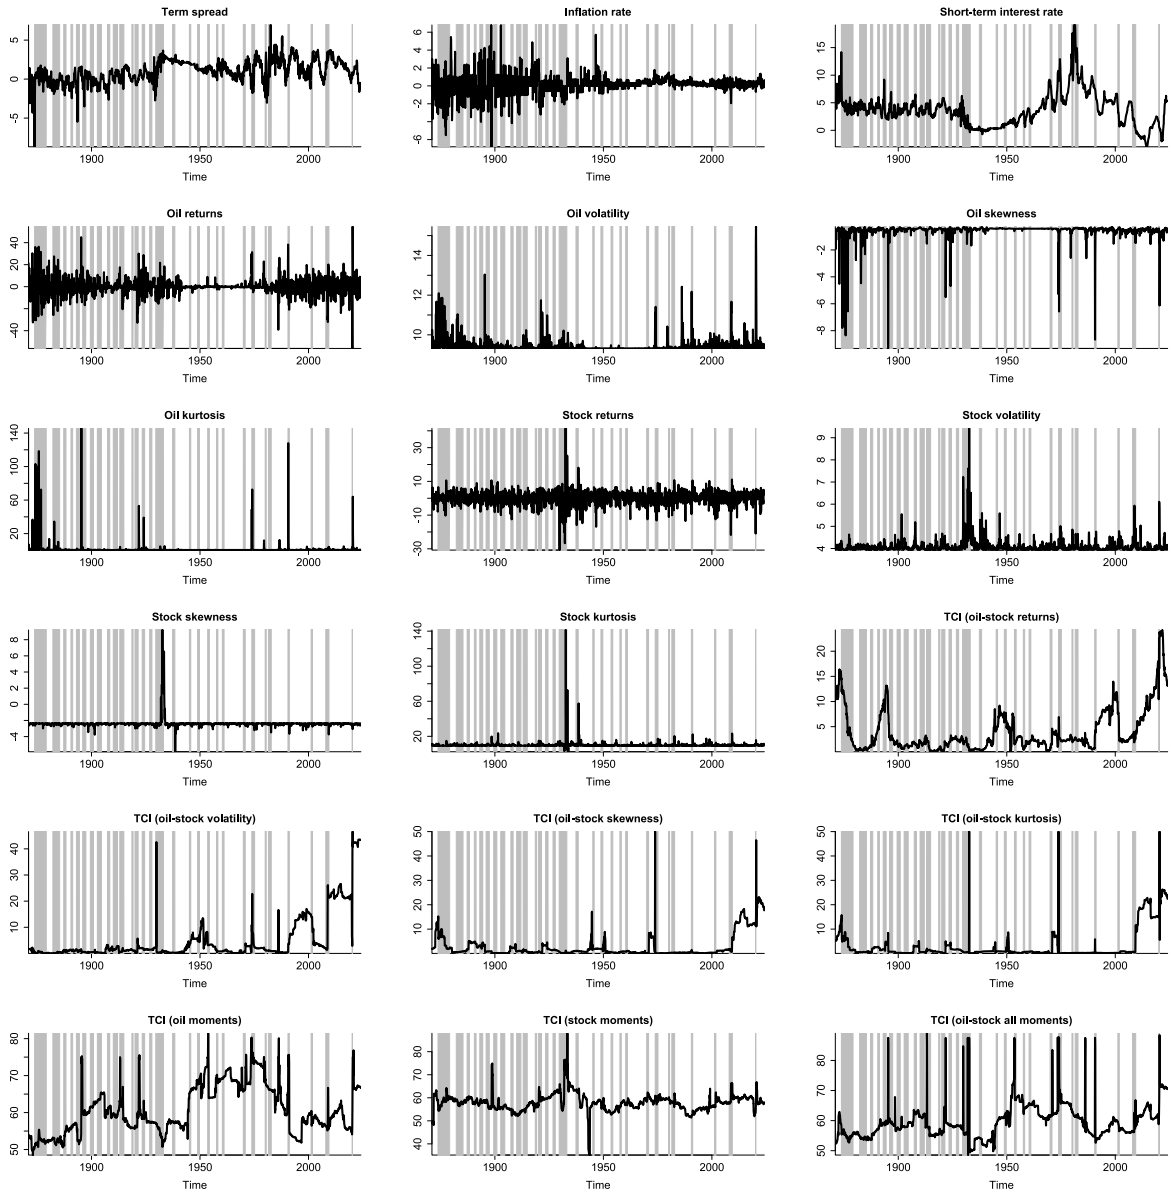 Term spread
5
0
-5
1900 1950 2000
Time
Inflation rate
6
4
2
0
-2
-6
1900 1950 2000
Time
Short-term interest rate
15
10
5
0
1900 1950 2000
Time
Oil returns
40
20
0
-40
1900 1950 2000
Time
Oil volatility
14
12
10
1900 1950 2000
Time
Oil skewness
-2
-4
-6
-8
1900 1950 2000
Time
Oil kurtosis
140
100
60
20
1900 1950 2000
Time
Stock returns
30
10
-10
-30
1900 1950 2000
Time
Stock volatility
9
8
7
6
5
4
1900 1950 2000
Time
Stock skewness
8
6
4
2
0
4
1900 1950 2000
Time
Stock kurtosis
140
100
60
20
1900 1950 2000
Time
TCI (oil-stock returns)
20
15
10
5
1900 1950 2000
Time
TCI (oil-stock volatility)
40
30
20
10
1900 1950 2000
Time
TCI (oil-stock skewness)
50
40
30
20
10
0
1900 1950 2000
Time
TCI (oil-stock kurtosis)
50
40
30
20
10
0
1900 1950 2000
Time
TCI (oil moments)
80
70
60
50
1900 1950 2000
Time
TCI (stock moments)
80
70
60
50
40
1900 1950 2000
Time
TCI (oil-stock all moments)
80
70
60
50
1900 1950 2000
Time